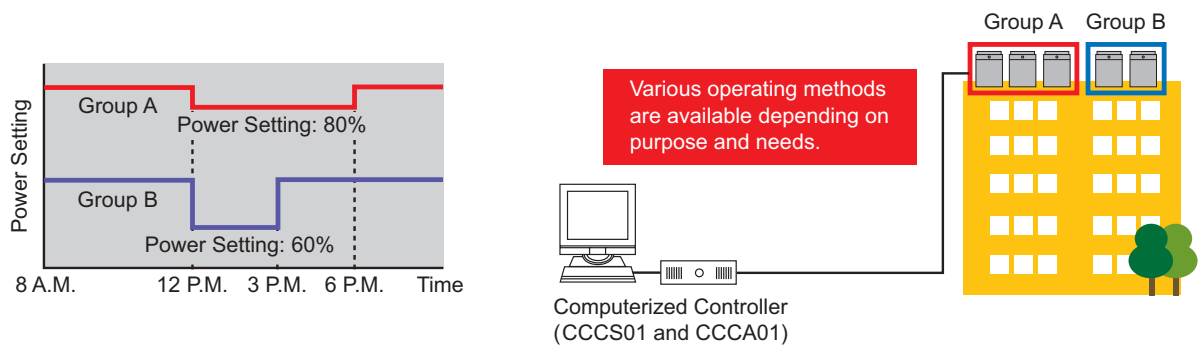 Power Setting
Group A
Power Setting: 80%
Group B
Power Setting: 60%
8 A.M.
12 P.M.
3 P.M.
6 P.M.
Time
Various operating methods
are available depending on
purpose and needs.
Group A
Group B
Computerized Controller
(CCCS01 and CCCA01)